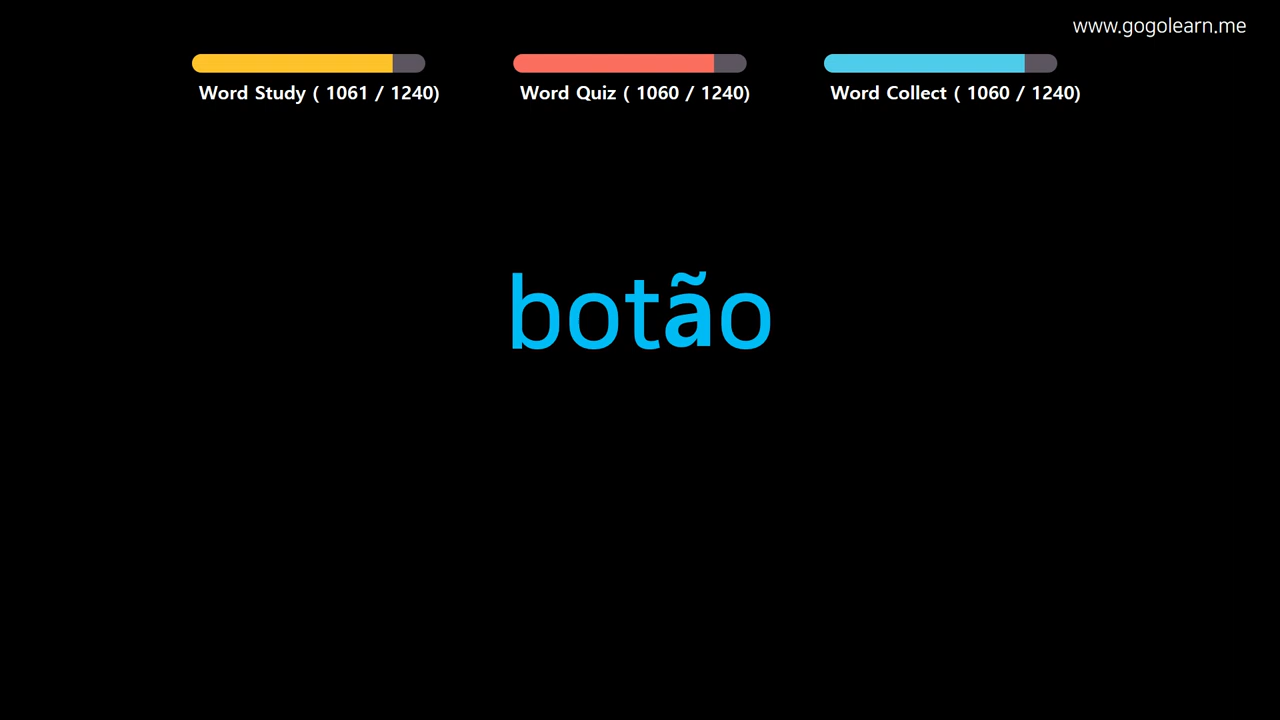 www.gogolearn.me
Word Study ( 1061 / 1240)
Word Quiz ( 1060 / 1240)
Word Collect ( 1060 / 1240)
botão